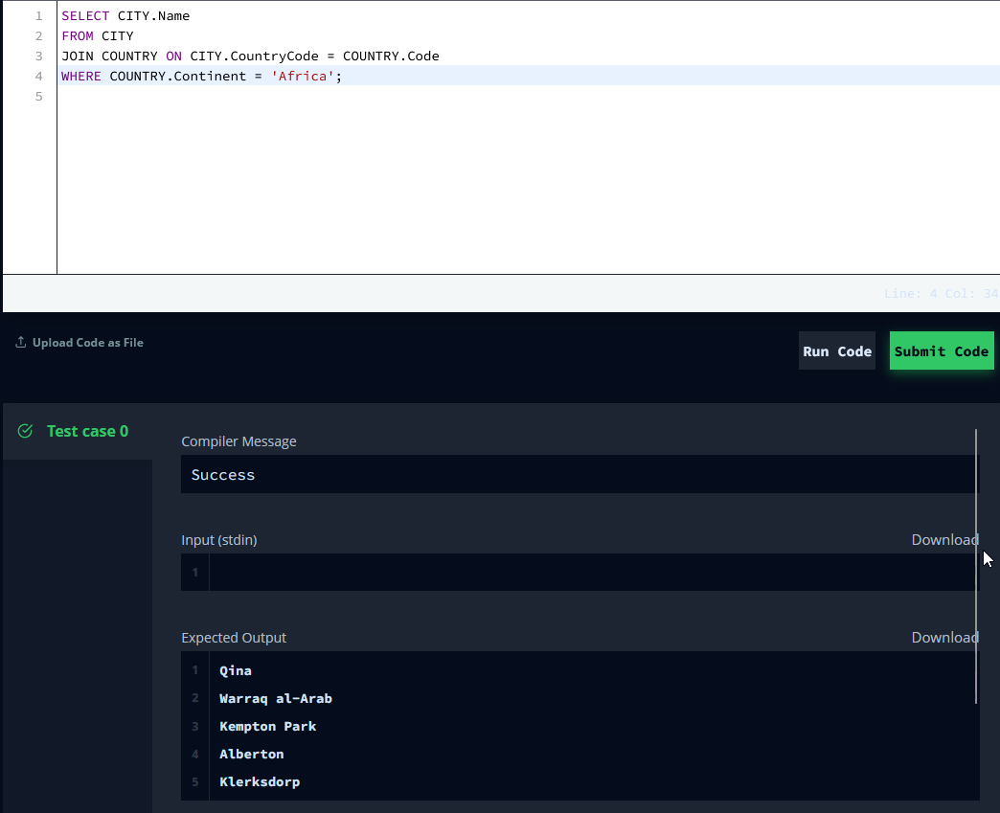 1 SELECT CITY.Name
2 FROM CITY
3 JOIN COUNTRY ON CITY.CountryCode = COUNTRY.Code
4 WHERE COUNTRY.Continent = 'Africa';
5
Line: 4 Col: 34
Upload Code as File
Run Code
Submit Code
Test case 0
Compiler Message
Success
Input (stdin)
Download
1
Expected Output
Download
1 Qina
2 Warraq al-Arab
3 Kempton Park
4 Alberton
5 Klerksdorp